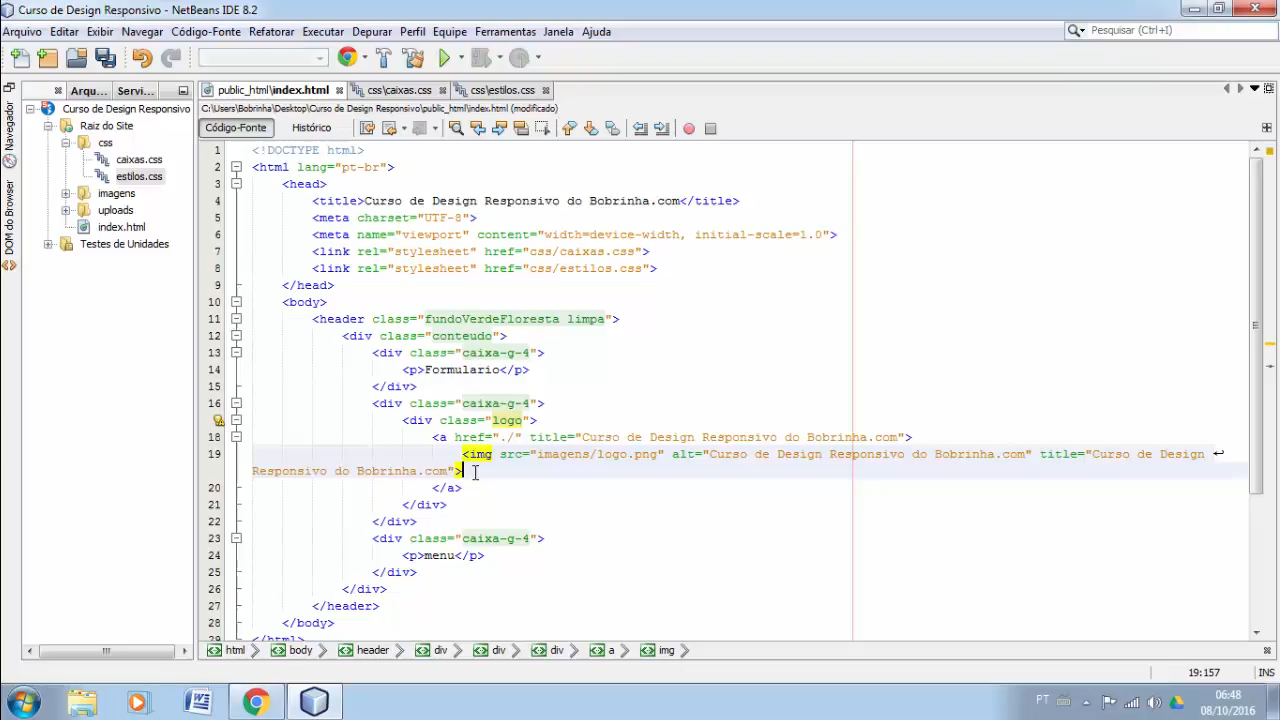 Curso de Design Responsivo - NetBeans IDE 8.2
Arquivo Editar Exibir Navegar Código-Fonte Refatorar Executar Depurar Perfil Equipe Ferramentas Janela Ajuda
Pesquisar (Ctrl+I)
Arqu... Servi...
public_html\index.html css\caixas.css css\estilos.css
C:\Users\Bobrinha\Desktop\Curso de Design Responsivo\public_html\index.html (modificado)
Código-Fonte Histórico
Navegador
DOM do Browser
Curso de Design Responsivo
Raiz do Site
css
caixas.css
estilos.css
imagens
uploads
index.html
Testes de Unidades
1 <!DOCTYPE html>
2 <html lang="pt-br">
3 <head>
4 <title>Curso de Design Responsivo do Bobrinha.com</title>
5 <meta charset="UTF-8">
6 <meta name="viewport" content="width=device-width, initial-scale=1.0">
7 <link rel="stylesheet" href="css/caixas.css">
8 <link rel="stylesheet" href="css/estilos.css">
9 </head>
10 <body>
11 <header class="fundoVerdeFloresta limpa">
12 <div class="conteudo">
13 <div class="caixa-g-4">
14 <p>Formulario</p>
15 </div>
16 <div class="caixa-g-4">
<div class="logo">
18 <a href="./" title="Curso de Design Responsivo do Bobrinha.com">
19 <img src="imagens/logo.png" alt="Curso de Design Responsivo do Bobrinha.com" title="Curso de Design
Responsivo do Bobrinha.com">
20 </a>
21 </div>
22 </div>
23 <div class="caixa-g-4">
24 <p>menu</p>
25 </div>
26 </div>
27 </header>
28 </body>
29 </html>
html body header div div div a img
19:157 INS
PT
06:48
08/10/2016